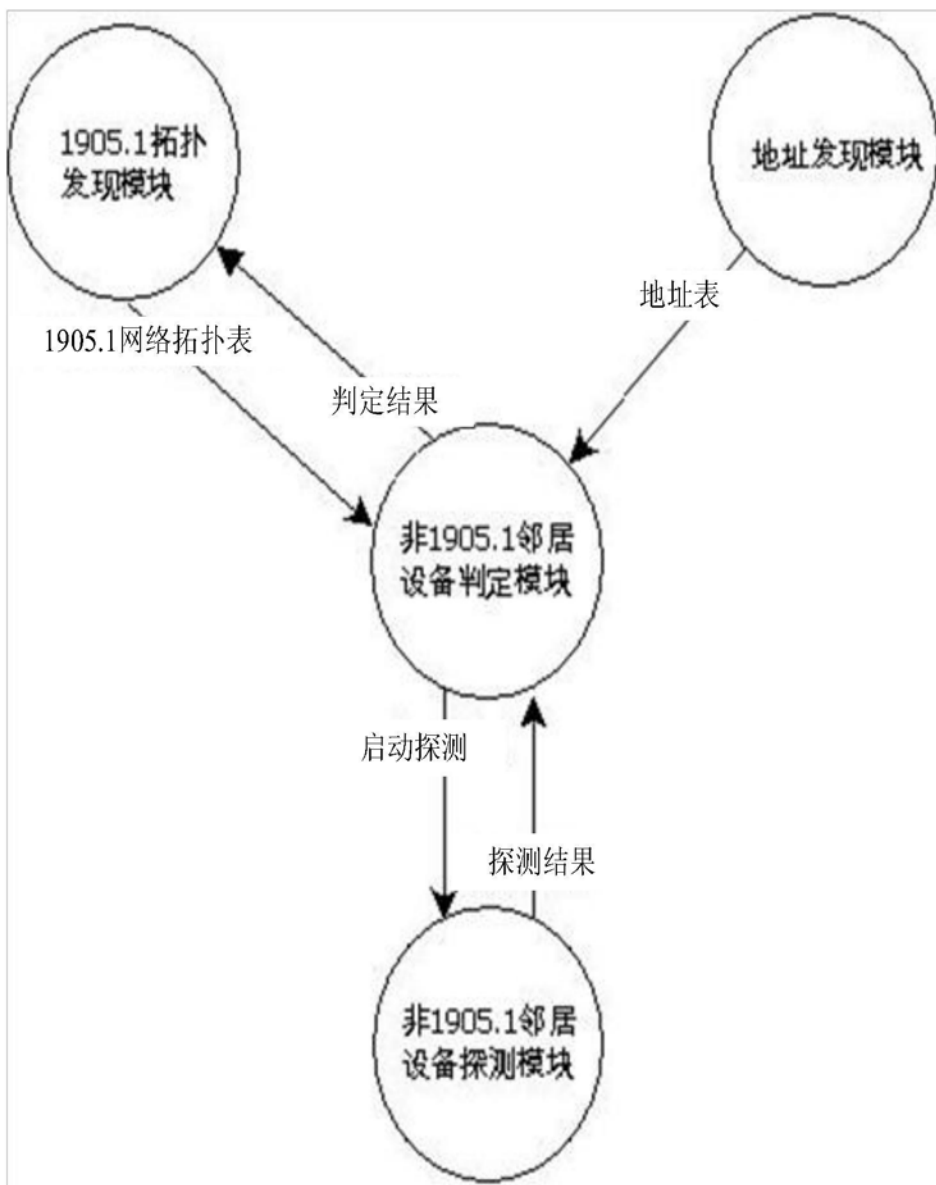 1905.1拓扑
发现模块
地址发现模块
地址表
1905.1网络拓扑表
判定结果
非1905.1邻居
设备判定模块
启动探测
探测结果
非1905.1邻居
设备探测模块